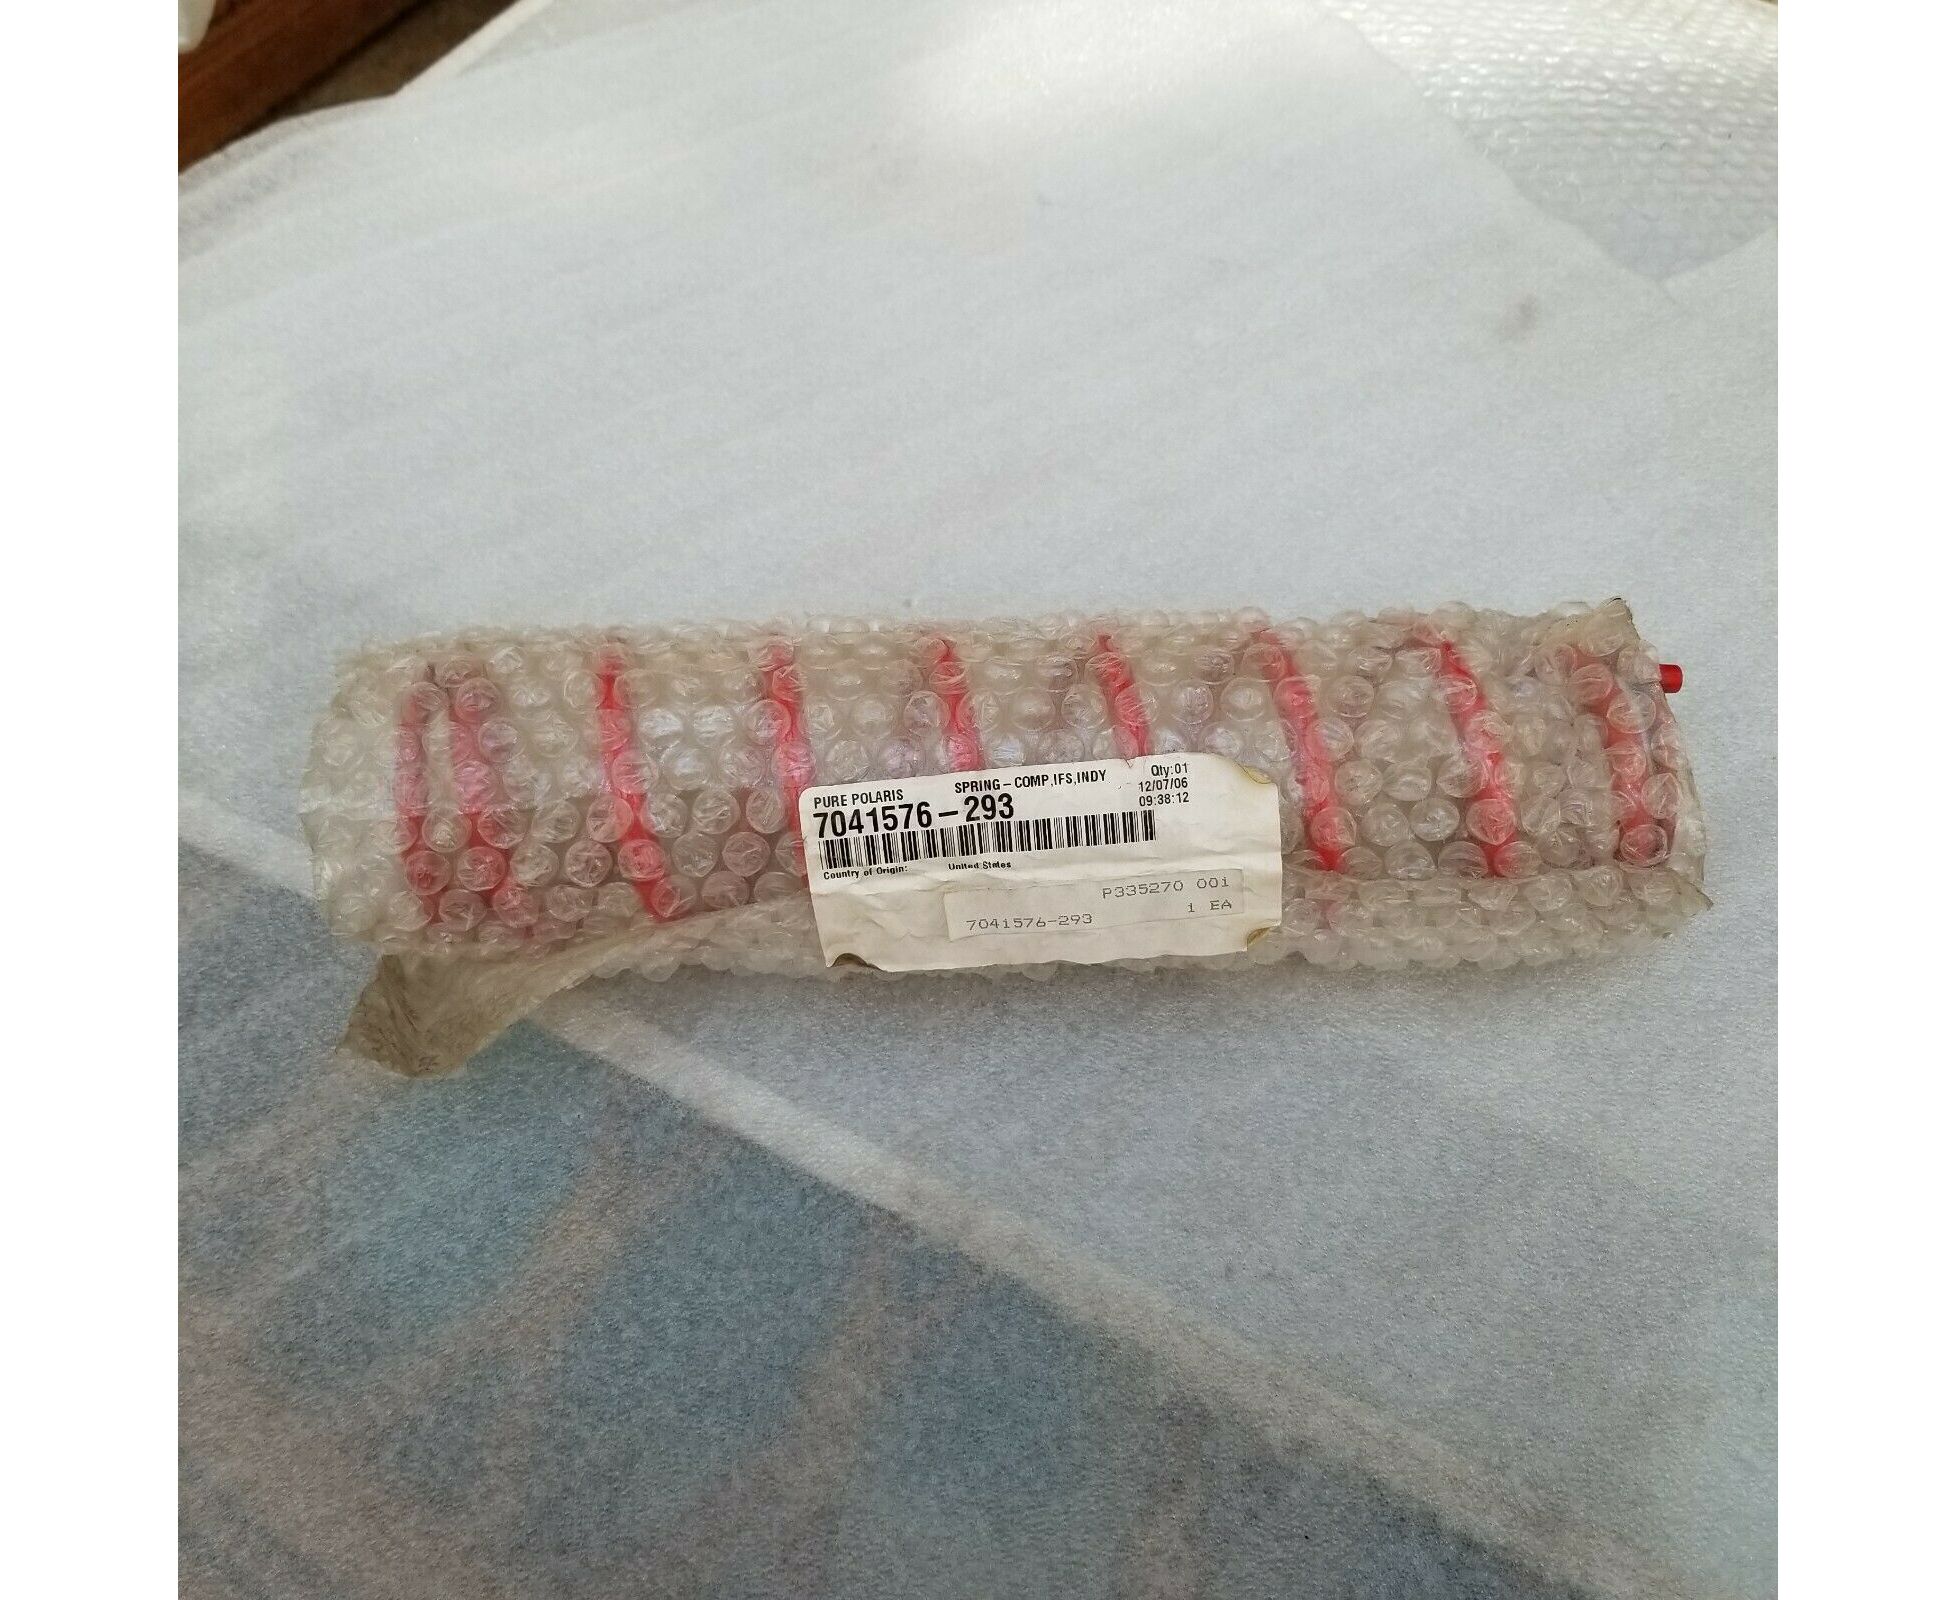 PURE POLARIS SPRING-COMP,IFS,INDY Qty:01
7041576-293 12/07/06
09:38:12
Country of Origin: United States
P335270 001
7041576-293 1 EA